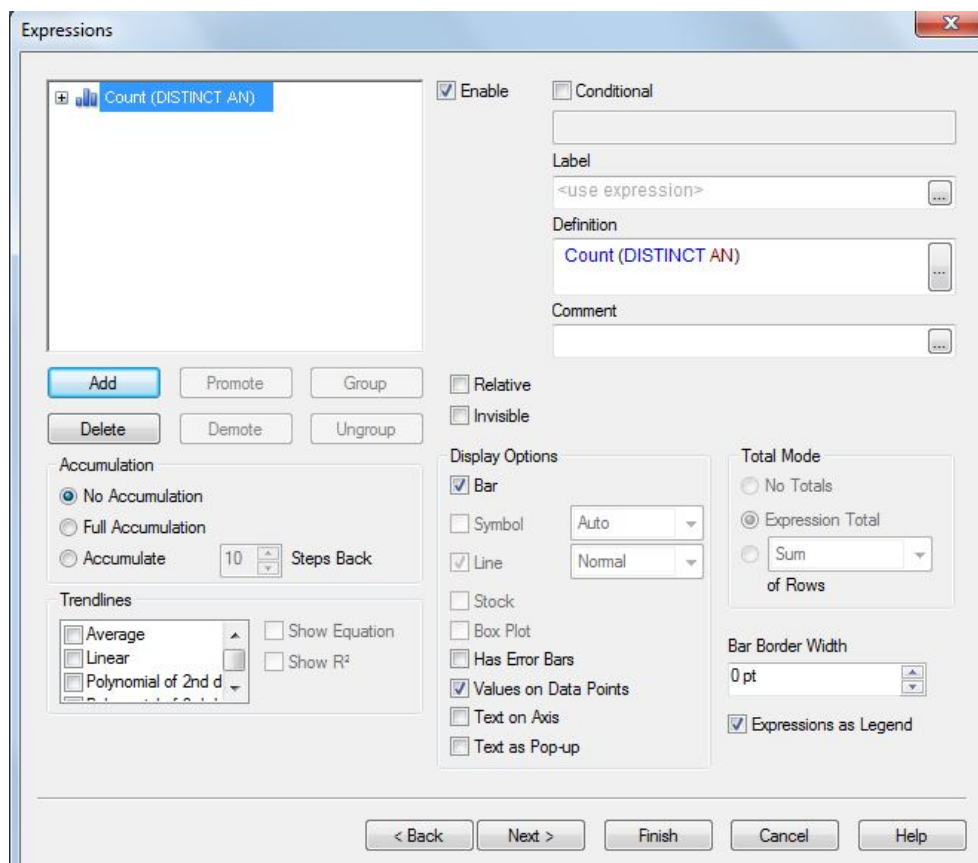 Expressions
Count (DISTINCT AN)
Enable
Conditional
Label
<use expression>
...
Definition
Count (DISTINCT AN)
...
Comment
...
Add
Promote
Group
Delete
Demote
Ungroup
Relative
Invisible
Accumulation
No Accumulation
Full Accumulation
Accumulate 10 Steps Back
Trendlines
Average
Linear
Polynomial of 2nd d
Show Equation
Show R²
Display Options
Bar
Symbol Auto
Line Normal
Stock
Box Plot
Has Error Bars
Values on Data Points
Text on Axis
Text as Pop-up
Total Mode
No Totals
Expression Total
Sum
of Rows
Bar Border Width
0 pt
Expressions as Legend
< Back
Next >
Finish
Cancel
Help